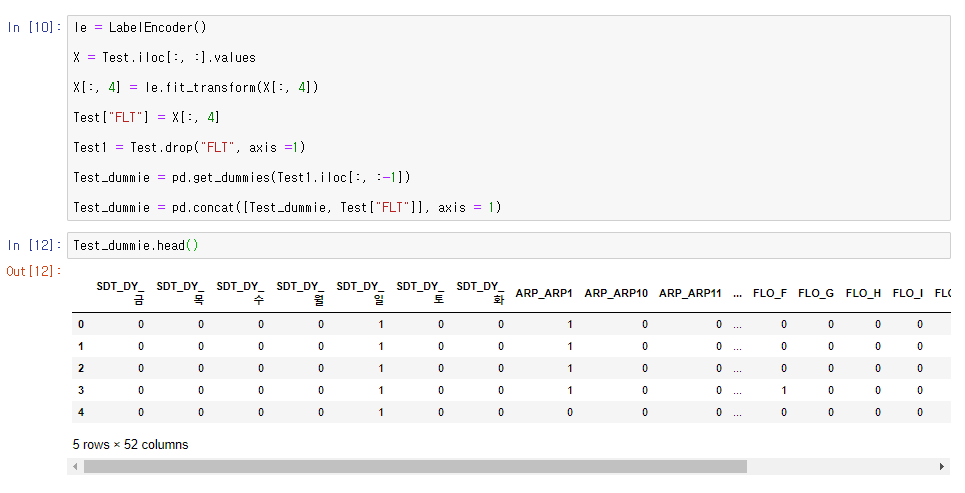 In [10]: le = LabelEncoder()
X = Test.iloc[:, :].values
X[:, 4] = le.fit_transform(X[:, 4])
Test["FLT"] = X[:, 4]
Test1 = Test.drop("FLT", axis =1)
Test_dummie = pd.get_dummies(Test1.iloc[:, :-1])
Test_dummie = pd.concat([Test_dummie, Test["FLT"]], axis = 1)
In [12]: Test_dummie.head()
Out[12]:
SDT_DY_금 SDT_DY_목 SDT_DY_수 SDT_DY_월 SDT_DY_일 SDT_DY_토 SDT_DY_화 ARP_ARP1 ARP_ARP10 ARP_ARP11 ... FLO_F FLO_G FLO_H FLO_I FLO
0 0 0 0 0 1 0 0 1 0 0 ... 0 0 0 0
1 0 0 0 0 1 0 0 1 0 0 ... 0 0 0 0
2 0 0 0 0 1 0 0 1 0 0 ... 0 0 0 0
3 0 0 0 0 1 0 0 1 0 0 ... 1 0 0 0
4 0 0 0 0 1 0 0 0 0 0 ... 0 0 0 0
5 rows × 52 columns